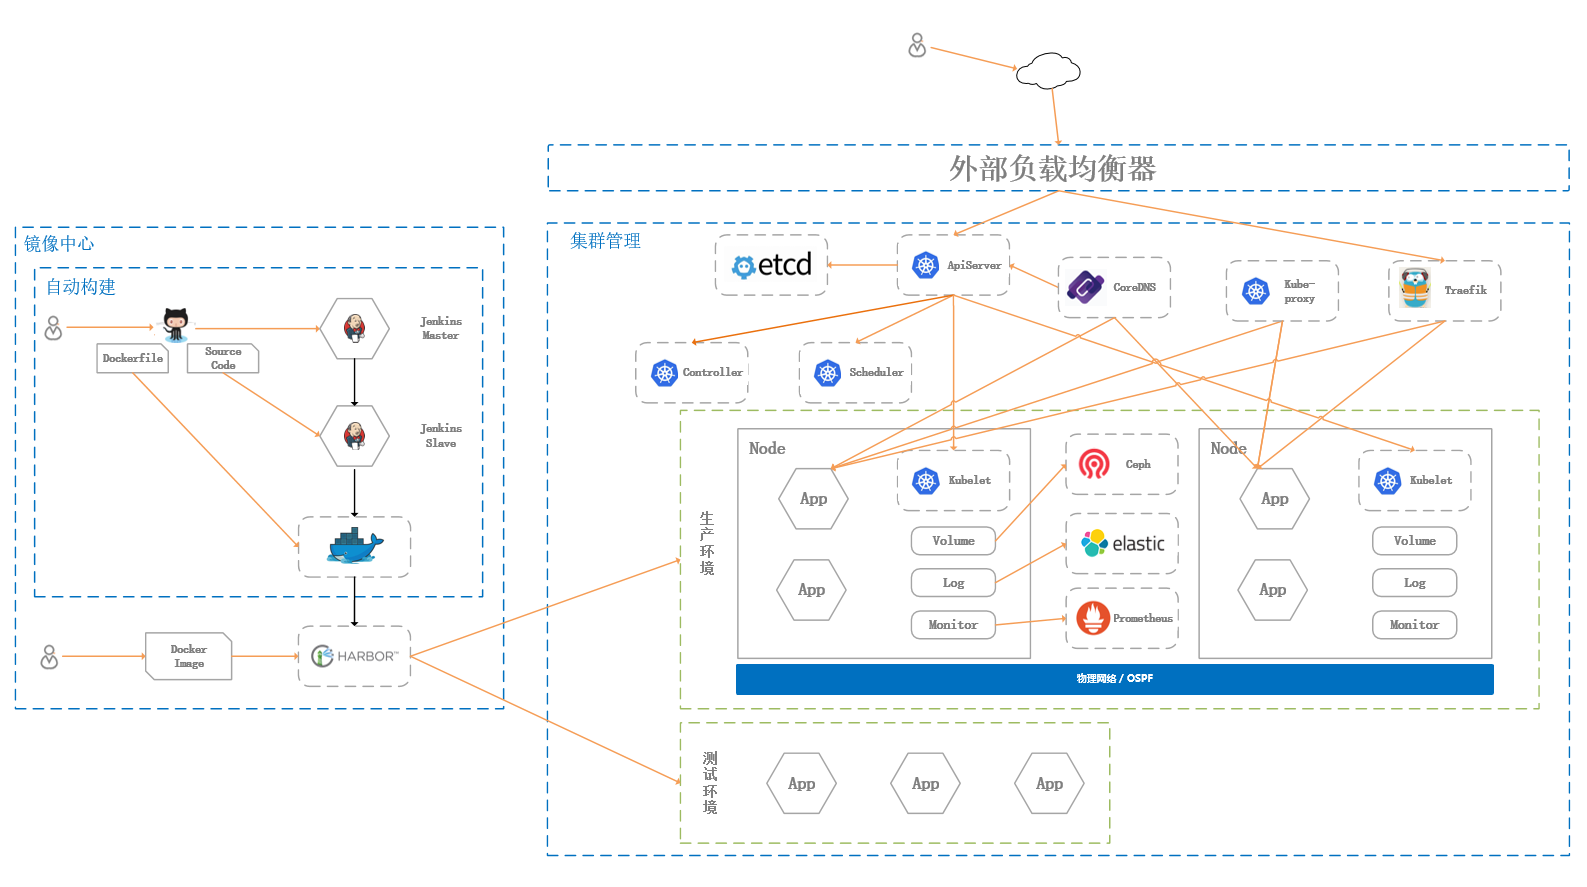 外部负载均衡器
镜像中心
自动构建
Jenkins
Master
Dockerfile
Source
Code
Jenkins
Slave
Docker
Image
HARBOR™
集群管理
etcd
ApiServer
CoreDNS
Kube-
proxy
Traefik
Controller
Scheduler
生产环境
Node
App
Kubelet
Volume
Log
App
Monitor
Ceph
elastic
Prometheus
Node
App
Kubelet
Volume
Log
App
Monitor
物理网络 / OSPF
测试环境
App
App
App